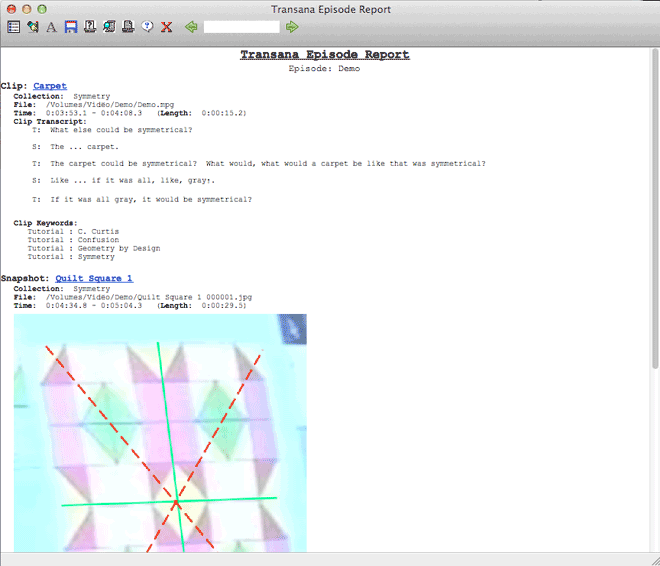 Transana Episode Report
Transana Episode Report
Episode: Demo
Clip: Carpet
Collection: Symmetry
File: /Volumes/Video/Demo/Demo.mpg
Time: 0:03:53.1 - 0:04:08.3 (Length: 0:00:15.2)
Clip Transcript:
T: What else could be symmetrical?
S: The ... carpet.
T: The carpet could be symmetrical? What would, what would a carpet be like that was symmetrical?
S: Like ... if it was all, like, gray↑.
T: If it was all gray, it would be symmetrical?
Clip Keywords:
Tutorial : C. Curtis
Tutorial : Confusion
Tutorial : Geometry by Design
Tutorial : Symmetry
Snapshot: Quilt Square 1
Collection: Symmetry
File: /Volumes/Video/Demo/Quilt Square 1 000001.jpg
Time: 0:04:34.8 - 0:05:04.3 (Length: 0:00:29.5)